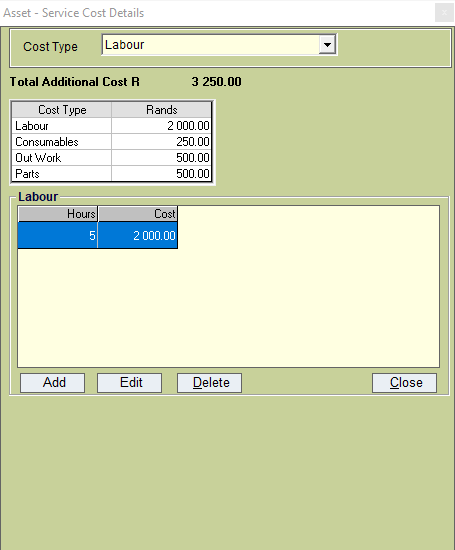 Asset - Service Cost Details
Cost Type Labour
Total Additional Cost R 3 250.00
Cost Type Rands
Labour 2 000.00
Consumables 250.00
Out Work 500.00
Parts 500.00
Labour
Hours Cost
5 2 000.00
Add Edit Delete Close